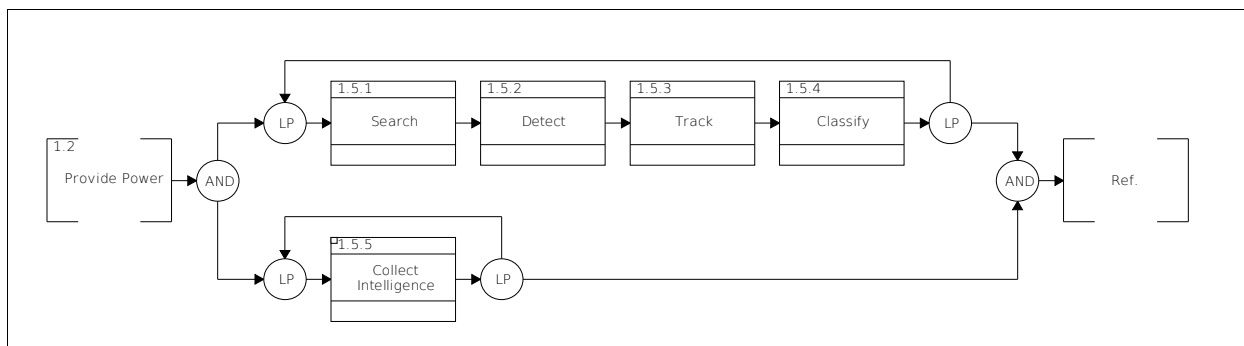 1.5.1
1.5.2
1.5.3
1.5.4
LP
Search
Detect
Track
Classify
LP
1.2
Provide Power
AND
AND
Ref.
1.5.5
LP
Collect
Intelligence
LP